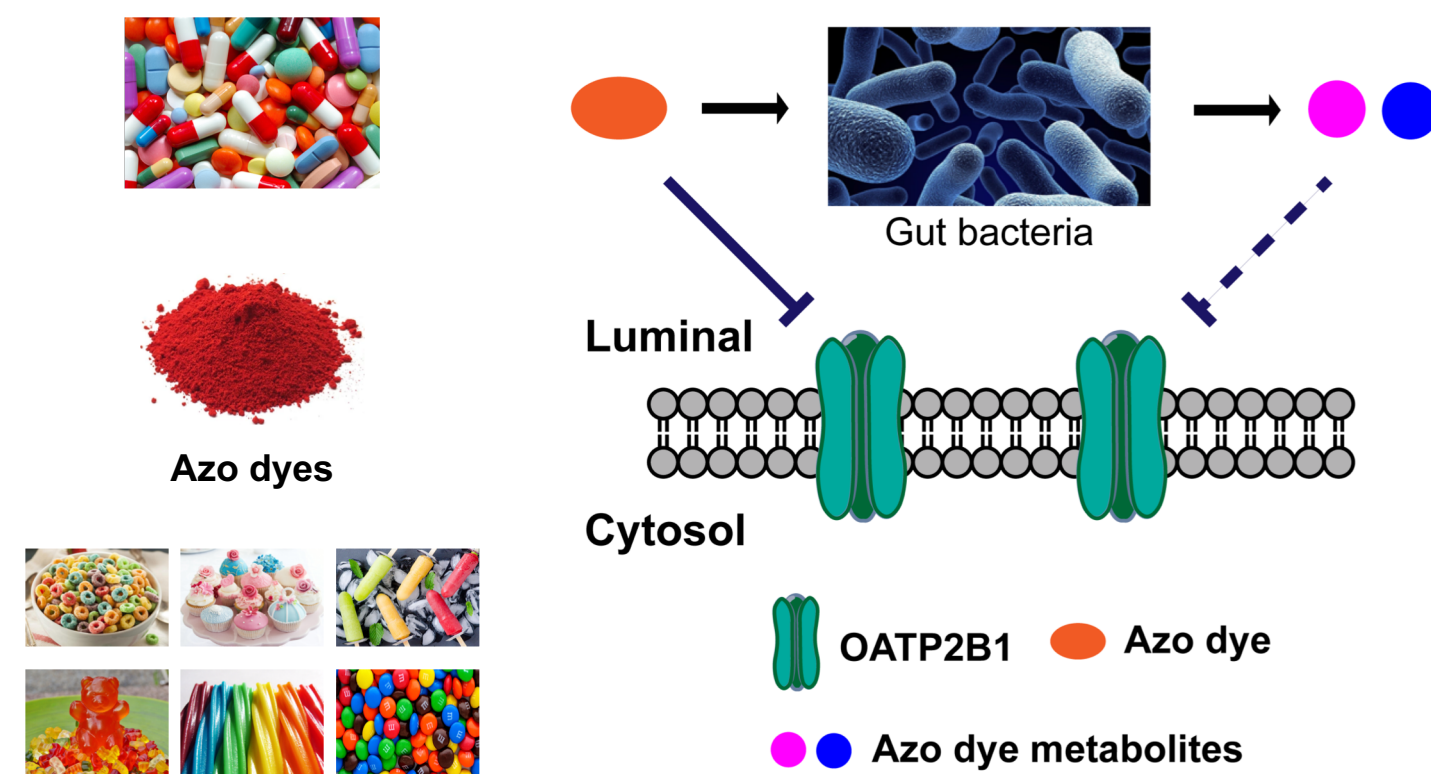 Gut bacteria
Luminal
Azo dyes
Cytosol
OATP2B1
Azo dye
Azo dye metabolites